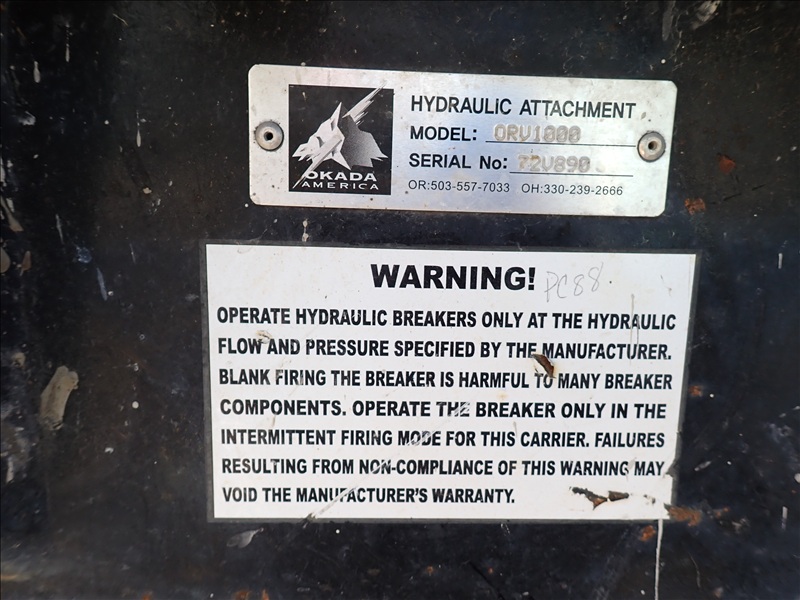 HYDRAULIC ATTACHMENT
MODEL: ORV1000
SERIAL No: 72V890
OKADA
AMERICA
OR:503-557-7033 OH:330-239-2666
WARNING! PC88
OPERATE HYDRAULIC BREAKERS ONLY AT THE HYDRAULIC
FLOW AND PRESSURE SPECIFIED BY THE MANUFACTURER.
BLANK FIRING THE BREAKER IS HARMFUL TO MANY BREAKER
COMPONENTS. OPERATE THE BREAKER ONLY IN THE
INTERMITTENT FIRING MODE FOR THIS CARRIER. FAILURES
RESULTING FROM NON-COMPLIANCE OF THIS WARNING MAY
VOID THE MANUFACTURER'S WARRANTY.